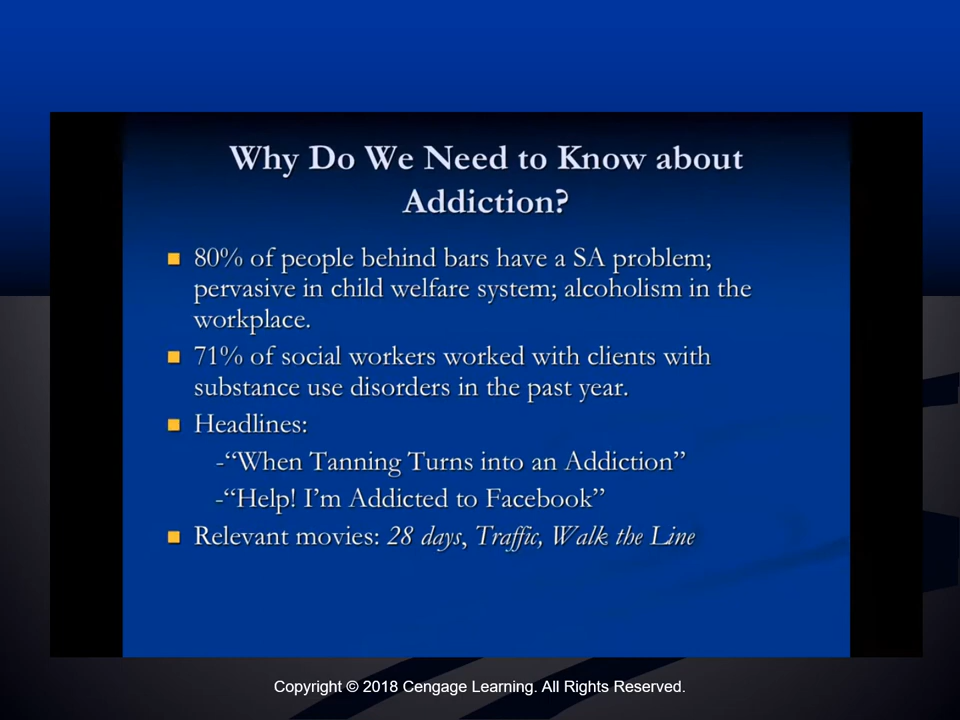 Why Do We Need to Know about
Addiction?
80% of people behind bars have a SA problem;
pervasive in child welfare system; alcoholism in the
workplace.
71% of social workers worked with clients with
substance use disorders in the past year.
Headlines:
-“When Tanning Turns into an Addiction”
-“Help! I’m Addicted to Facebook”
Relevant movies: 28 days, Traffic, Walk the Line
Copyright © 2018 Cengage Learning. All Rights Reserved.